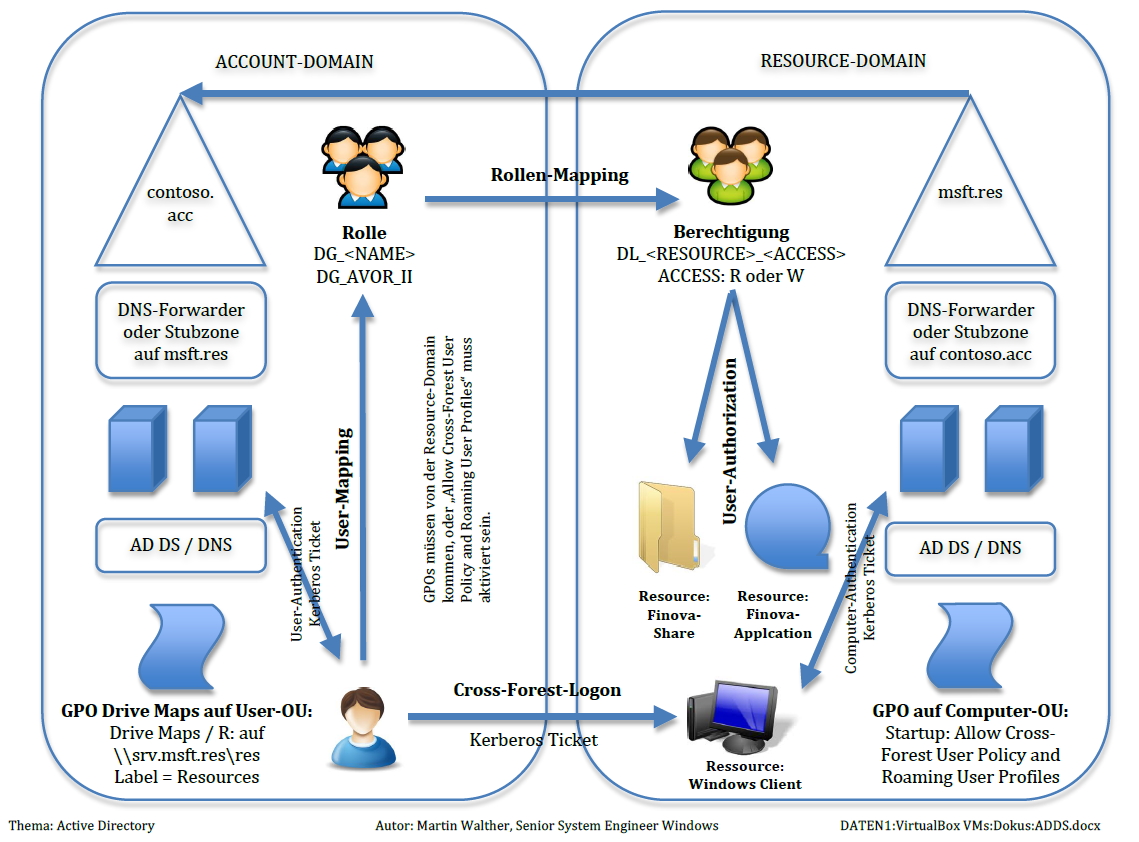 ACCOUNT-DOMAIN
RESOURCE-DOMAIN
contoso.
acc
Rolle
DG_<NAME>
DG_AVOR_II
Rollen-Mapping
Berechtigung
DL_<RESOURCE>_<ACCESS>
ACCESS: R oder W
msft.res
DNS-Forwarder
oder Stubzone
auf msft.res
DNS-Forwarder
oder Stubzone
auf contoso.acc
User-Mapping
GPOs müssen von der Resource-Domain
kommen, oder „Allow Cross-Forest User
Policy and Roaming User Profiles“ muss
aktiviert sein.
User-Authorization
AD DS / DNS
User-Authentication
Kerberos Ticket
Resource:
Finova-
Share
Resource:
Finova-
Applcation
Computer-Authentication
Kerberos Ticket
AD DS / DNS
GPO Drive Maps auf User-OU:
Drive Maps / R: auf
\\srv.msft.res\res
Label = Resources
Cross-Forest-Logon
Kerberos Ticket
Ressource:
Windows Client
GPO auf Computer-OU:
Startup: Allow Cross-
Forest User Policy and
Roaming User Profiles
Thema: Active Directory
Autor: Martin Walther, Senior System Engineer Windows
DATEN1:VirtualBox VMs:Dokus:ADDS.docx